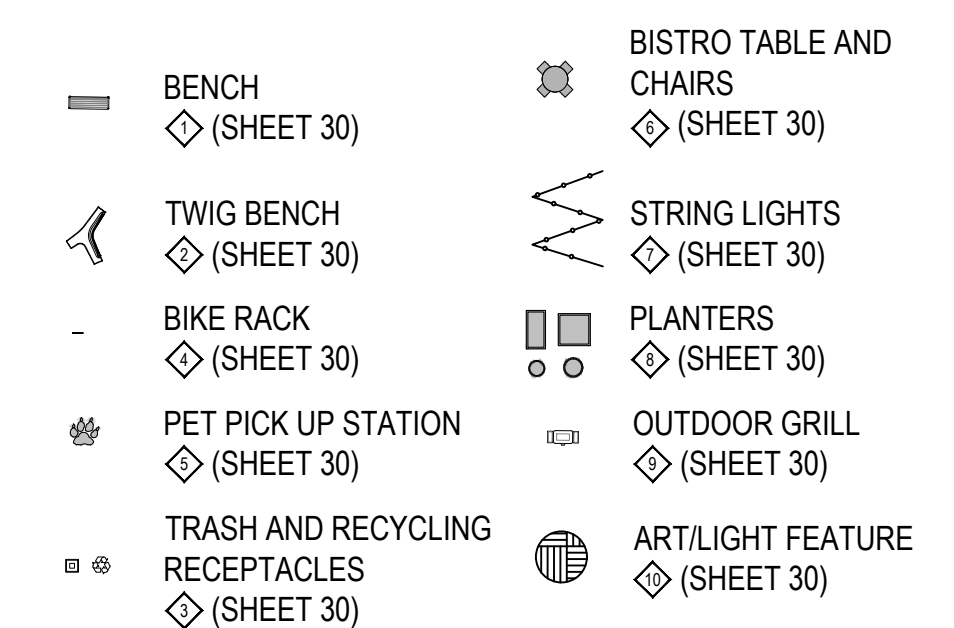 BENCH
1 (SHEET 30)
TWIG BENCH
2 (SHEET 30)
BIKE RACK
4 (SHEET 30)
PET PICK UP STATION
5 (SHEET 30)
TRASH AND RECYCLING
RECEPTACLES
3 (SHEET 30)
BISTRO TABLE AND
CHAIRS
6 (SHEET 30)
STRING LIGHTS
7 (SHEET 30)
PLANTERS
8 (SHEET 30)
OUTDOOR GRILL
9 (SHEET 30)
ART/LIGHT FEATURE
10 (SHEET 30)